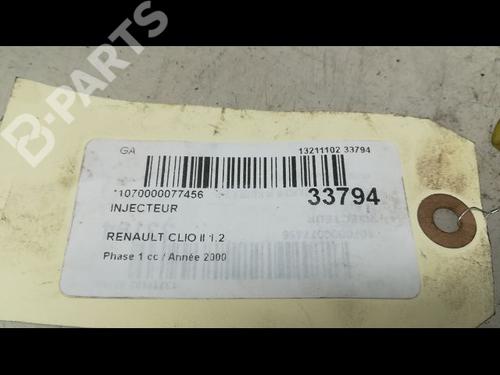 B-parts
GA
13211102 33794
*1070000077456
33794
INJECTEUR
RENAULT CLIO II 1.2
Phase 1 cc / Année 2000